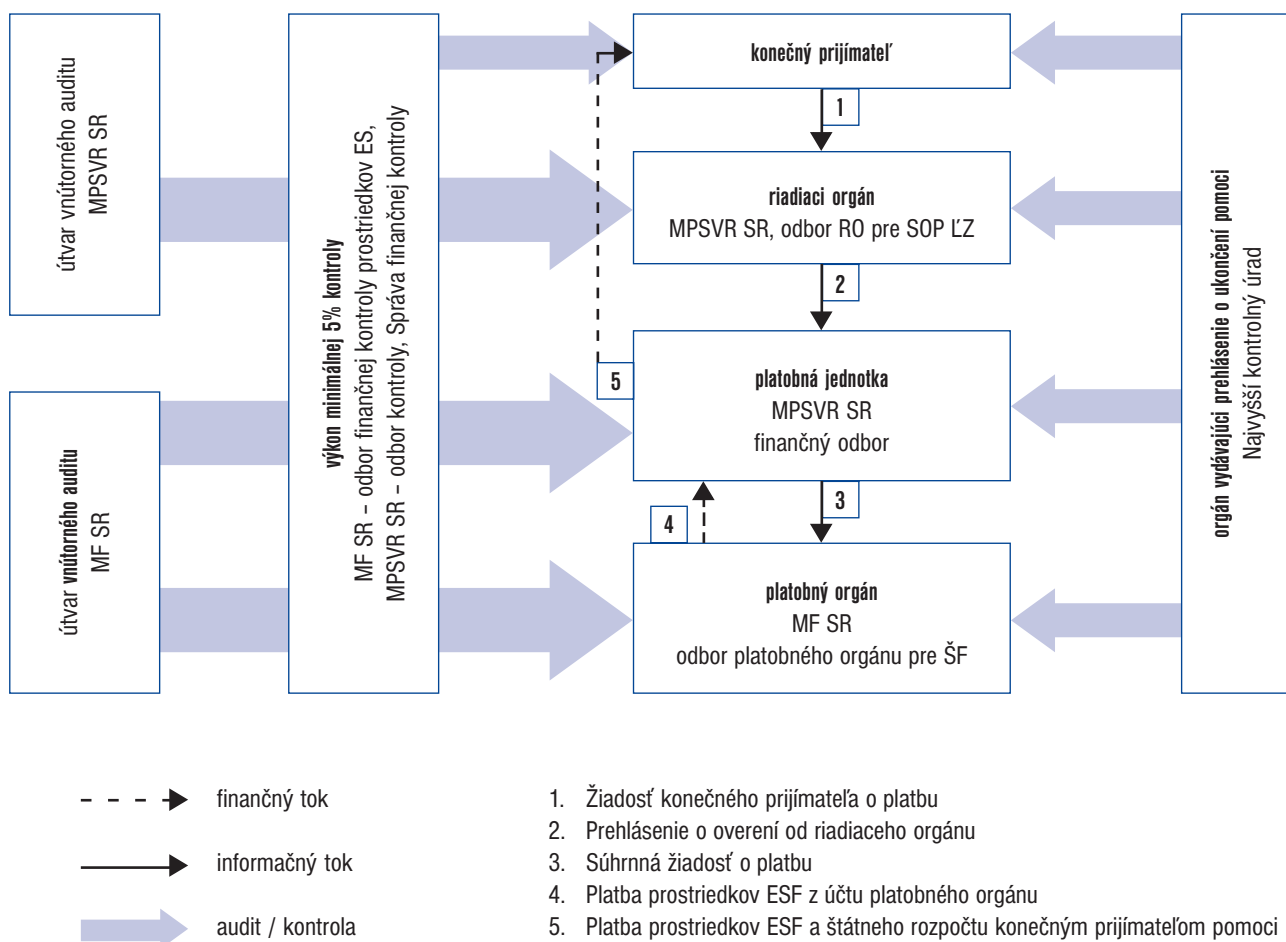 útvar vnútorného auditu
MPSVR SR
útvar vnútorného auditu
MF SR
výkon minimálnej 5% kontroly
MF SR – odbor finančnej kontroly prostriedkov ES,
MPSVR SR – odbor kontroly, Správa finančnej kontroly
konečný prijímateľ
1
riadiaci orgán
MPSVR SR, odbor RO pre SOP ĽZ
2
platobná jednotka
MPSVR SR
finančný odbor
5
3
4
platobný orgán
MF SR
odbor platobného orgánu pre ŠF
orgán vydávajúci prehlásenie o ukončení pomoci
Najvyšší kontrolný úrad
finančný tok
informačný tok
audit / kontrola
1. Žiadosť konečného prijímateľa o platbu
2. Prehlásenie o overení od riadiaceho orgánu
3. Súhrnná žiadosť o platbu
4. Platba prostriedkov ESF z účtu platobného orgánu
5. Platba prostriedkov ESF a štátneho rozpočtu konečným prijímateľom pomoci